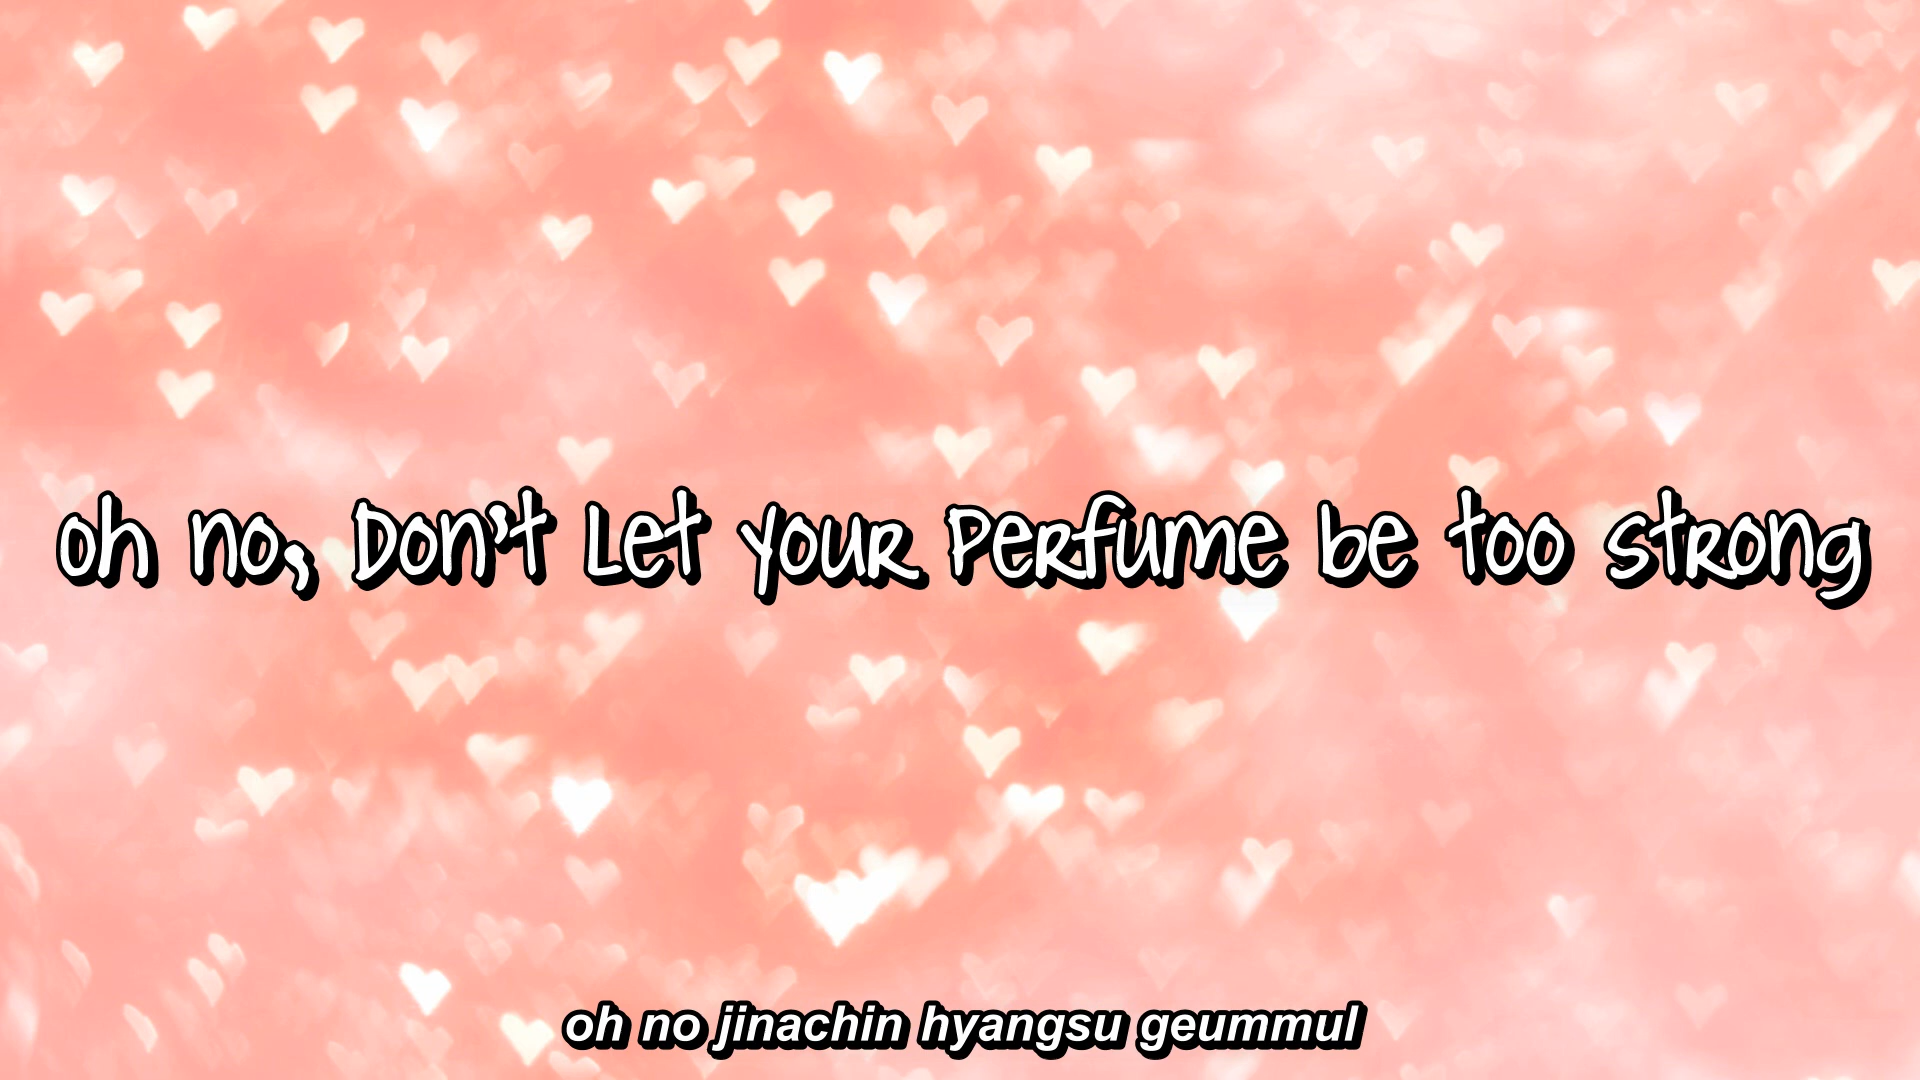 oh no, Don't Let your Perfume be too strong
oh no jinachin hyangsu geummul